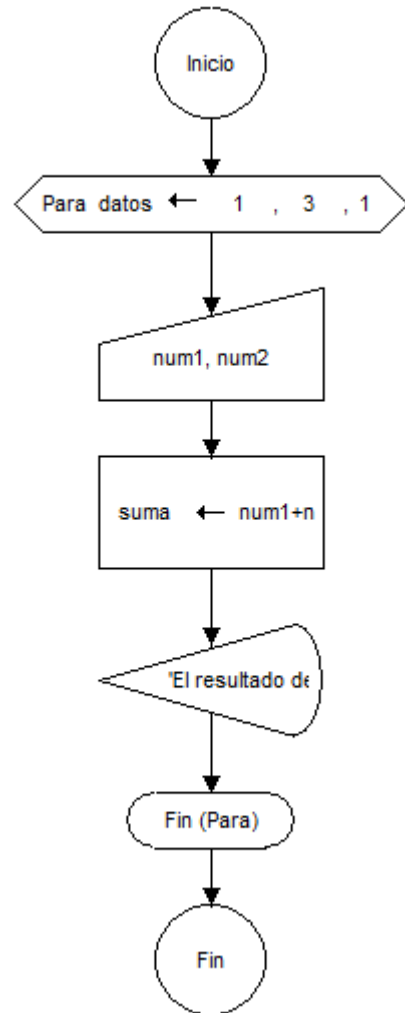 Inicio
Para datos ← 1 , 3 , 1
num1, num2
suma ← num1+n
"El resultado de
Fin (Para)
Fin